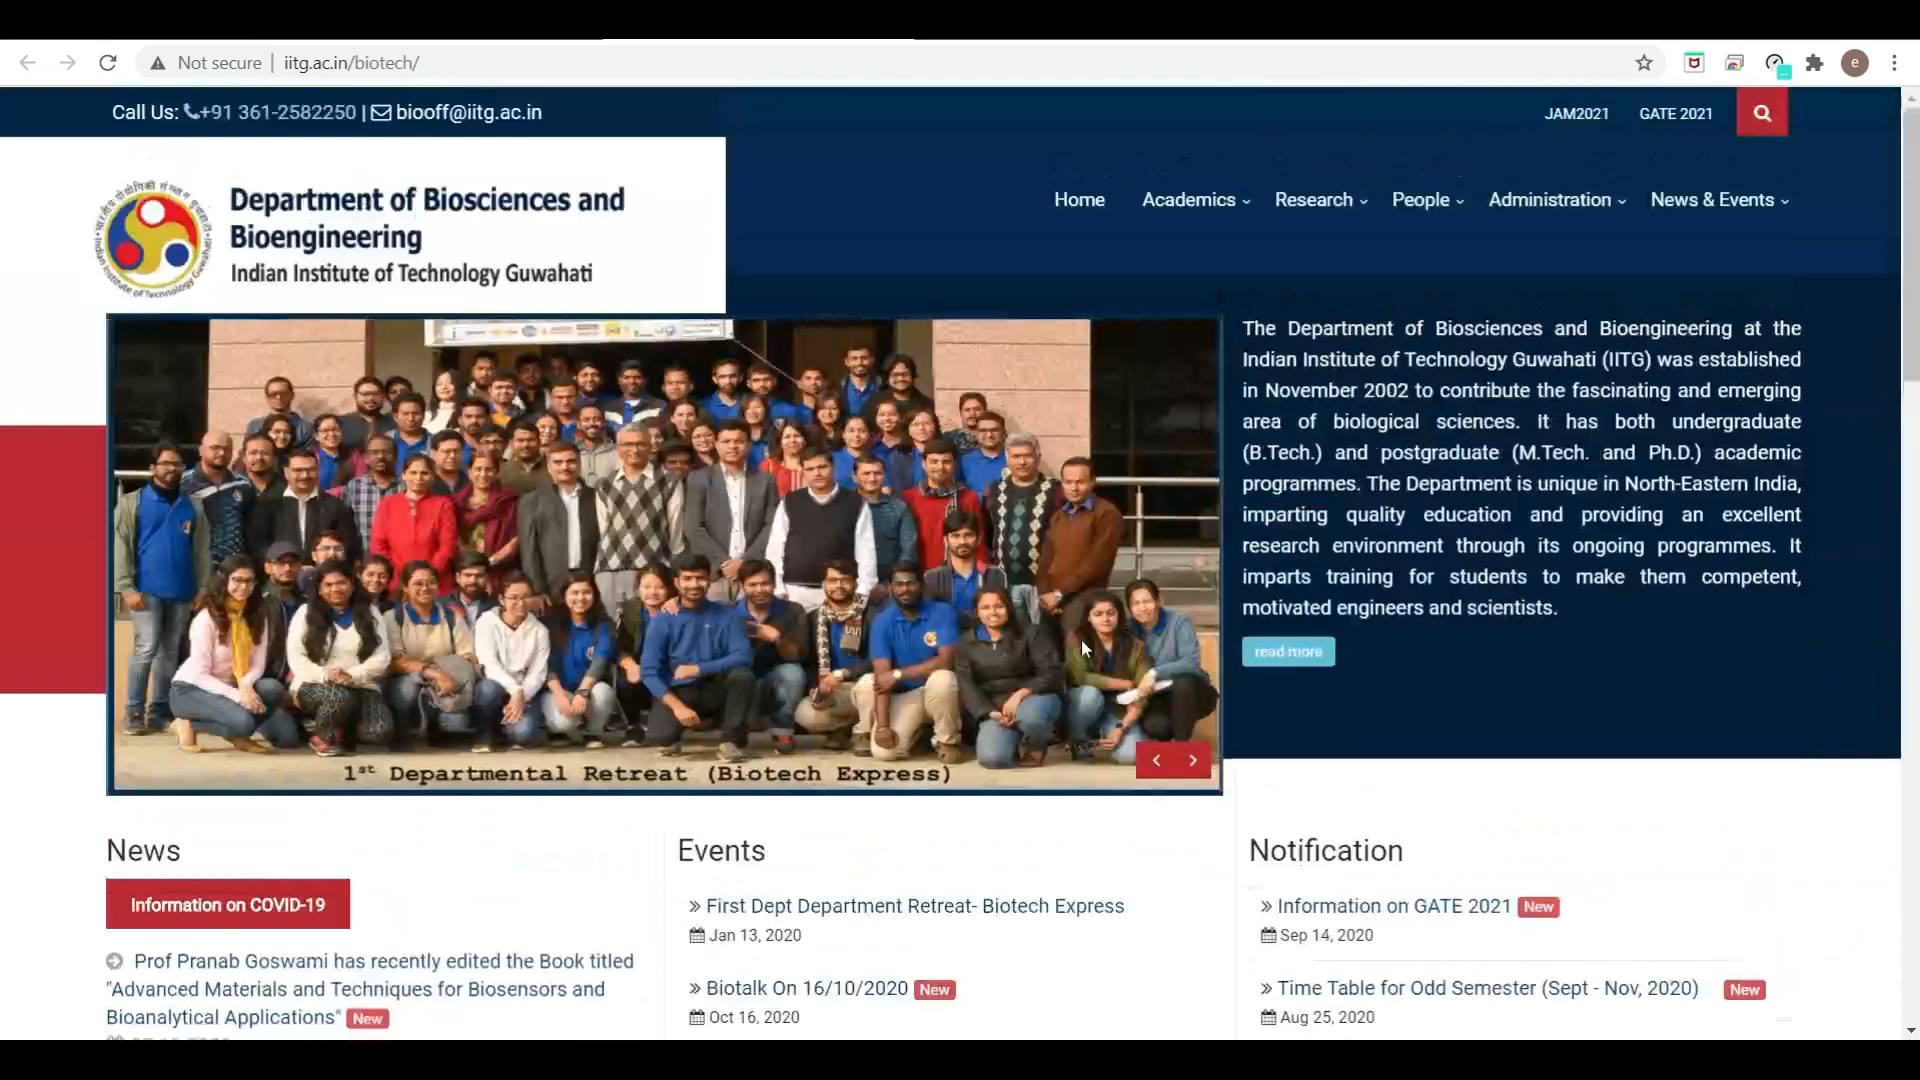 Not secure | iitg.ac.in/biotech/
e
Call Us: +91 361-2582250 | biooff@iitg.ac.in
JAM2021 GATE 2021
Department of Biosciences and
Bioengineering
Indian Institute of Technology Guwahati
Home Academics Research People Administration News & Events
The Department of Biosciences and Bioengineering at the
Indian Institute of Technology Guwahati (IITG) was established
in November 2002 to contribute the fascinating and emerging
area of biological sciences. It has both undergraduate
(B.Tech.) and postgraduate (M.Tech. and Ph.D.) academic
programmes. The Department is unique in North-Eastern India,
imparting quality education and providing an excellent
research environment through its ongoing programmes. It
imparts training for students to make them competent,
motivated engineers and scientists.
read more
1st Departmental Retreat (Biotech Express)
News
Information on COVID-19
Prof Pranab Goswami has recently edited the Book titled
"Advanced Materials and Techniques for Biosensors and
Bioanalytical Applications" New
Events
» First Dept Department Retreat- Biotech Express
Jan 13, 2020
» Biotalk On 16/10/2020 New
Oct 16, 2020
Notification
» Information on GATE 2021 New
Sep 14, 2020
» Time Table for Odd Semester (Sept - Nov, 2020) New
Aug 25, 2020